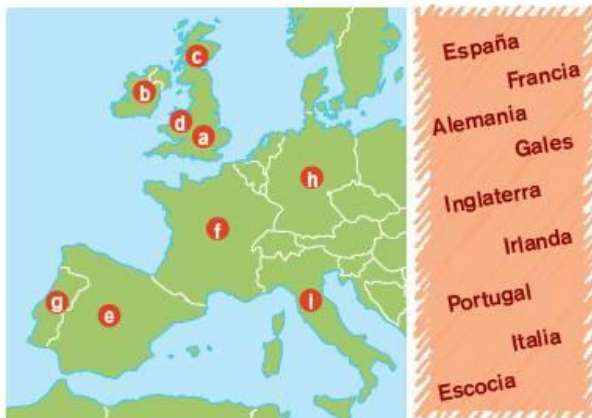 c
b
d
a
h
f
g
e
i
España
Francia
Alemania
Gales
Inglaterra
Irlanda
Portugal
Italia
Escocia